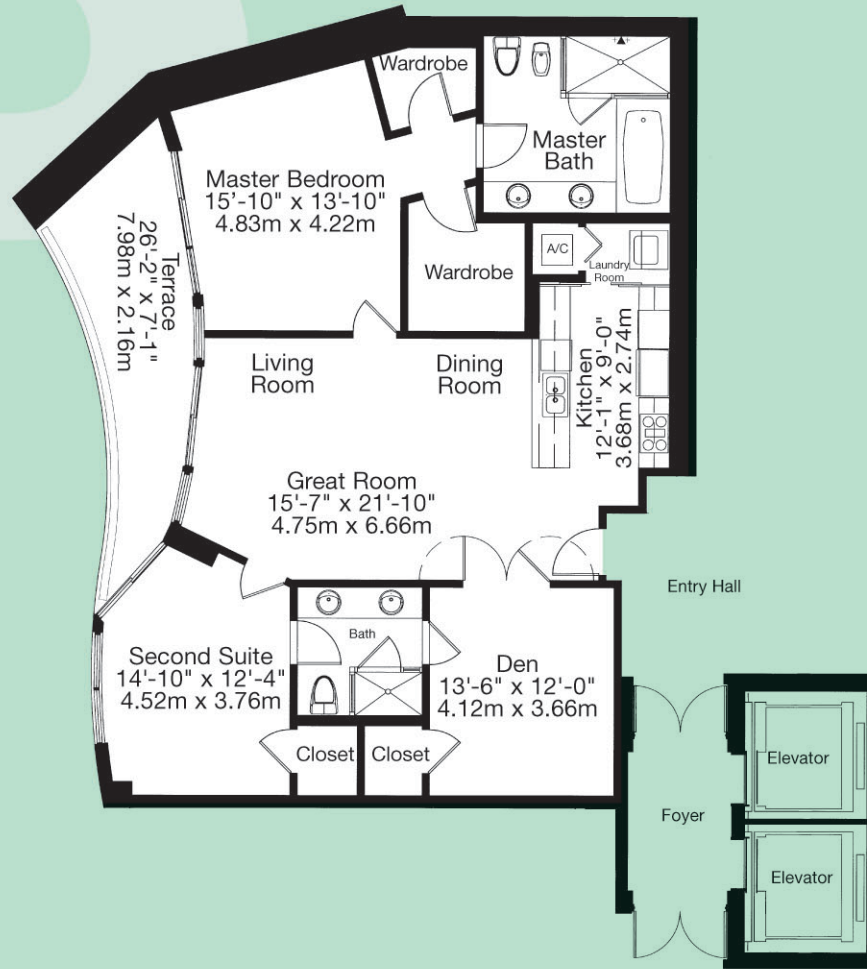 Wardrobe
Master
Bath
Master Bedroom
15'-10" x 13'-10"
4.83m x 4.22m
Wardrobe
A/C
Laundry
Room
Terrace
26'-2" x 7'-1"
7.98m x 2.16m
Living
Room
Dining
Room
Kitchen
12'-1" x 9'-0"
3.68m x 2.74m
Great Room
15'-7" x 21'-10"
4.75m x 6.66m
Entry Hall
Bath
Second Suite
14'-10" x 12'-4"
4.52m x 3.76m
Den
13'-6" x 12'-0"
4.12m x 3.66m
Closet
Closet
Elevator
Foyer
Elevator